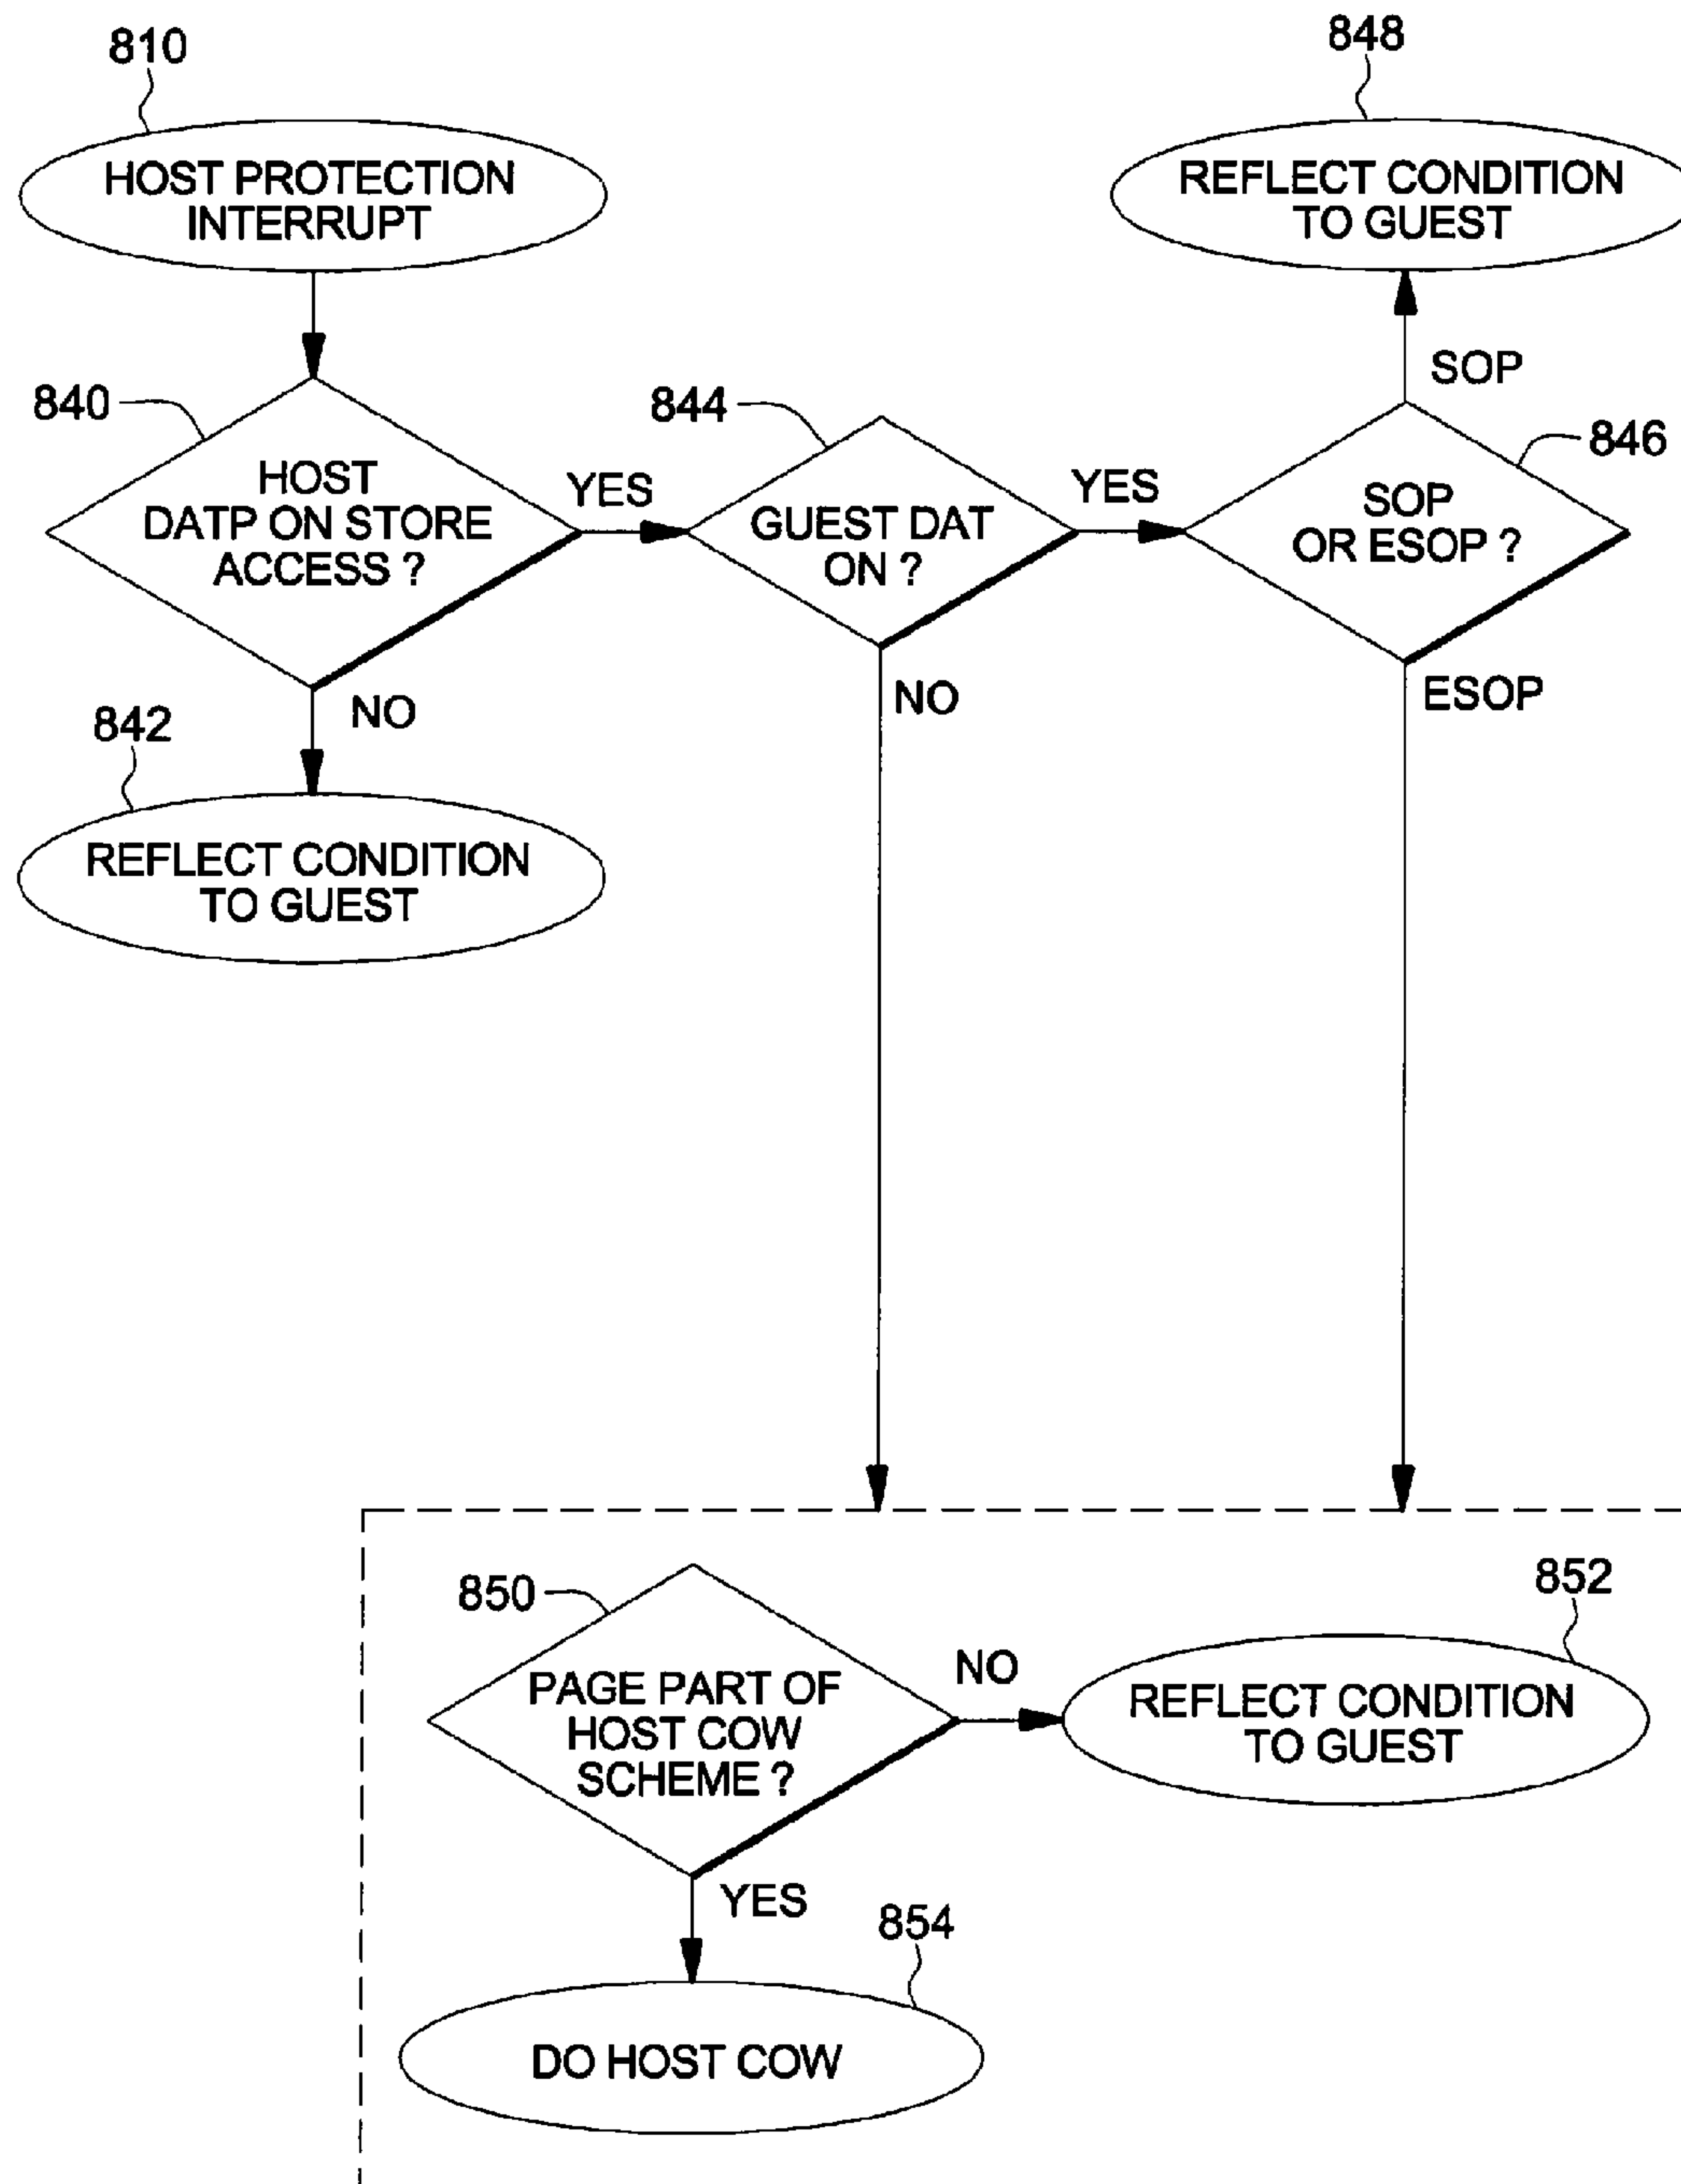 810
HOST PROTECTION
INTERRUPT
848
REFLECT CONDITION
TO GUEST
SOP
840
HOST
DATP ON STORE
ACCESS ?
YES
NO
844
GUEST DAT
ON ?
YES
NO
846
SOP
OR ESOP ?
ESOP
842
REFLECT CONDITION
TO GUEST
850
PAGE PART OF
HOST COW
SCHEME ?
NO
YES
852
REFLECT CONDITION
TO GUEST
854
DO HOST COW